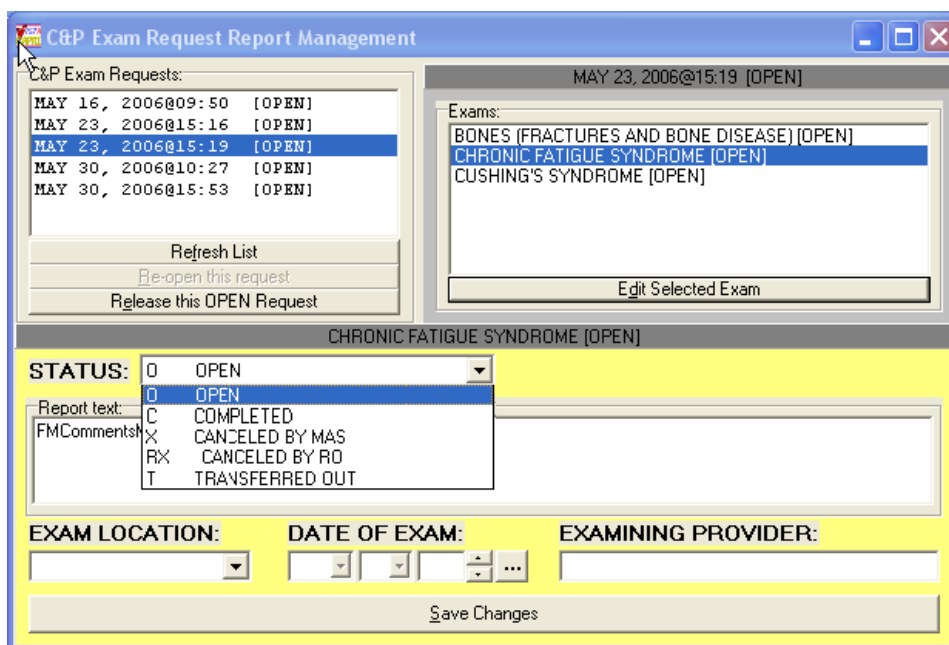 C&P Exam Request Report Management
C&P Exam Requests:
MAY 16, 2006@09:50 [OPEN]
MAY 23, 2006@15:16 [OPEN]
MAY 23, 2006@15:19 [OPEN]
MAY 30, 2006@10:27 [OPEN]
MAY 30, 2006@15:53 [OPEN]
Refresh List
Re-open this request
Release this OPEN Request
MAY 23, 2006@15:19 [OPEN]
Exams:
BONES (FRACTURES AND BONE DISEASE) [OPEN]
CHRONIC FATIGUE SYNDROME [OPEN]
CUSHING'S SYNDROME [OPEN]
Edit Selected Exam
CHRONIC FATIGUE SYNDROME [OPEN]
STATUS: O OPEN
O OPEN
C COMPLETED
X CANCELED BY MAS
RX CANCELED BY RO
T TRANSFERRED OUT
Report text:
FMComments
EXAM LOCATION: DATE OF EXAM: EXAMINING PROVIDER:
...
Save Changes